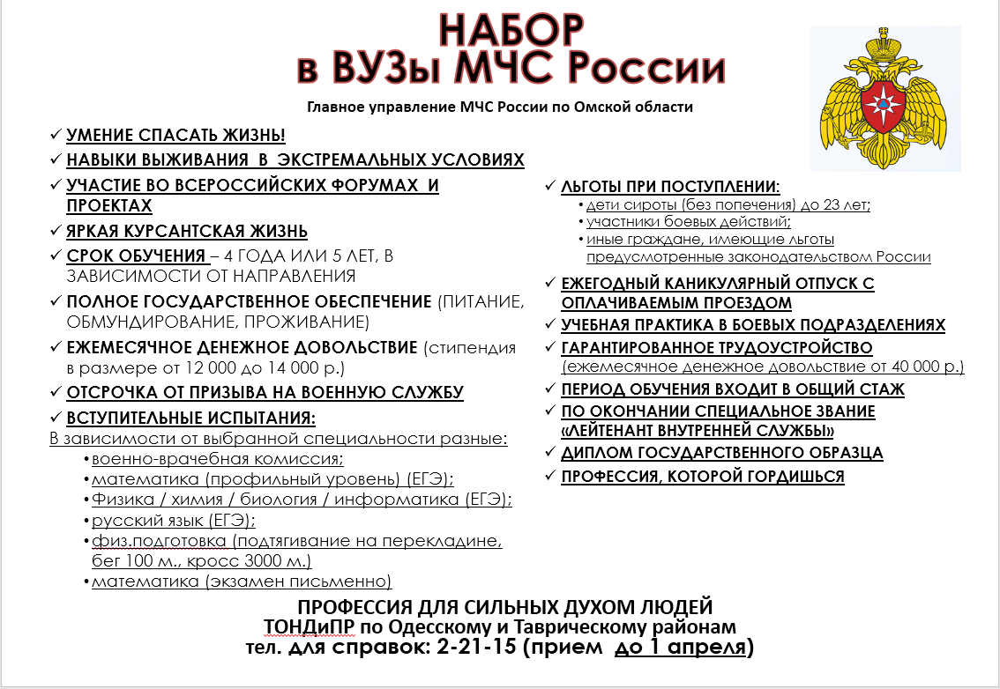 НАБОР
в ВУЗы МЧС России
Главное управление МЧС России по Омской области
✓ УМЕНИЕ СПАСАТЬ ЖИЗНЬ!
✓ НАВЫКИ ВЫЖИВАНИЯ В ЭКСТРЕМАЛЬНЫХ УСЛОВИЯХ
✓ УЧАСТИЕ ВО ВСЕРОССИЙСКИХ ФОРУМАХ И
ПРОЕКТАХ
✓ ЯРКАЯ КУРСАНТСКАЯ ЖИЗНЬ
✓ СРОК ОБУЧЕНИЯ – 4 ГОДА ИЛИ 5 ЛЕТ, В
ЗАВИСИМОСТИ ОТ НАПРАВЛЕНИЯ
✓ ПОЛНОЕ ГОСУДАРСТВЕННОЕ ОБЕСПЕЧЕНИЕ (ПИТАНИЕ,
ОБМУНДИРОВАНИЕ, ПРОЖИВАНИЕ)
✓ ЕЖЕМЕСЯЧНОЕ ДЕНЕЖНОЕ ДОВОЛЬСТВИЕ (стипендия
в размере от 12 000 до 14 000 р.)
✓ ОТСРОЧКА ОТ ПРИЗЫВА НА ВОЕННУЮ СЛУЖБУ
✓ ВСТУПИТЕЛЬНЫЕ ИСПЫТАНИЯ:
В зависимости от выбранной специальности разные:
•военно-врачебная комиссия;
•математика (профильный уровень) (ЕГЭ);
•Физика / химия / биология / информатика (ЕГЭ);
•русский язык (ЕГЭ);
•физ.подготовка (подтягивание на перекладине,
бег 100 м., кросс 3000 м.)
•математика (экзамен письменно)
✓ ЛЬГОТЫ ПРИ ПОСТУПЛЕНИИ:
•дети сироты (без попечения) до 23 лет;
•участники боевых действий;
•иные граждане, имеющие льготы
предусмотренные законодательством России
✓ ЕЖЕГОДНЫЙ КАНИКУЛЯРНЫЙ ОТПУСК С
ОПЛАЧИВАЕМЫМ ПРОЕЗДОМ
✓ УЧЕБНАЯ ПРАКТИКА В БОЕВЫХ ПОДРАЗДЕЛЕНИЯХ
✓ ГАРАНТИРОВАННОЕ ТРУДОУСТРОЙСТВО
(ежемесячное денежное довольствие от 40 000 р.)
✓ ПЕРИОД ОБУЧЕНИЯ ВХОДИТ В ОБЩИЙ СТАЖ
✓ ПО ОКОНЧАНИИ СПЕЦИАЛЬНОЕ ЗВАНИЕ
«ЛЕЙТЕНАНТ ВНУТРЕННЕЙ СЛУЖБЫ»
✓ ДИПЛОМ ГОСУДАРСТВЕННОГО ОБРАЗЦА
✓ ПРОФЕССИЯ, КОТОРОЙ ГОРДИШЬСЯ
ПРОФЕССИЯ ДЛЯ СИЛЬНЫХ ДУХОМ ЛЮДЕЙ
ТОНДиПР по Одесскому и Таврическому районам
тел. для справок: 2-21-15 (прием до 1 апреля)